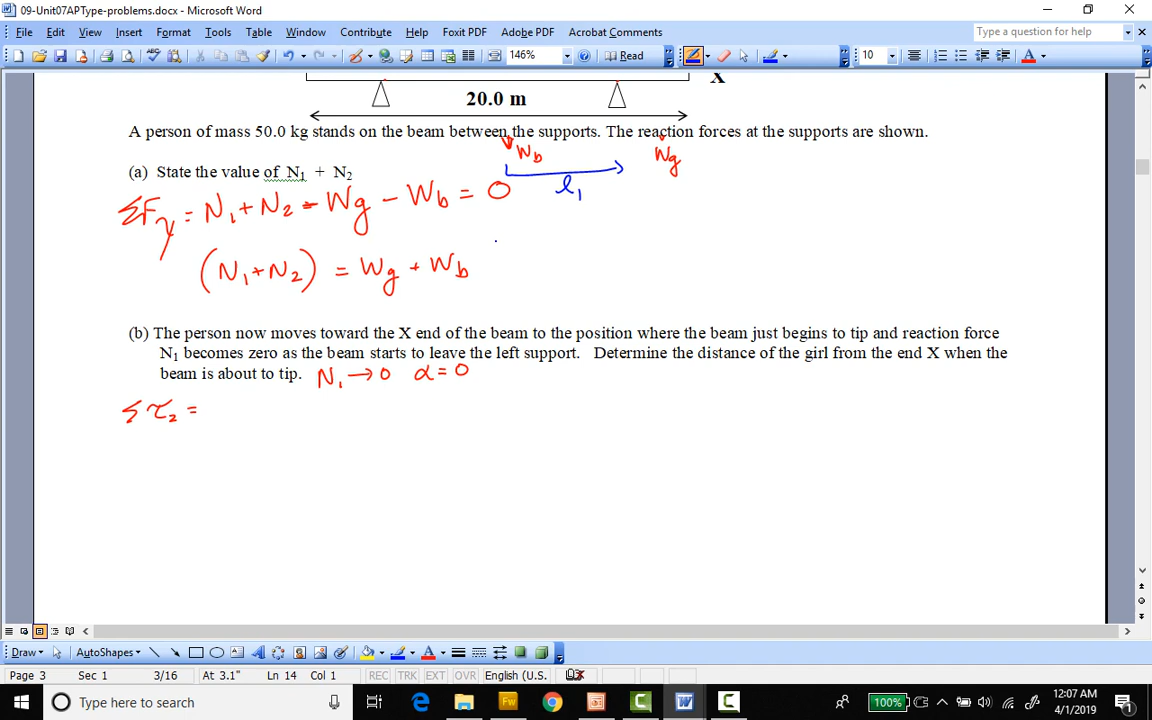 09-Unit07APType-problems.docx - Microsoft Word
File Edit View Insert Format Tools Table Window Contribute Help Foxit PDF Adobe PDF Acrobat Comments
Type a question for help
146% Read 10
X
20.0 m
A person of mass 50.0 kg stands on the beam between the supports. The reaction forces at the supports are shown.
Wb Wg
(a) State the value of N1 + N2
l1
ΣFy = N1 + N2 - Wg - Wb = 0
(N1+N2) = Wg + Wb
(b) The person now moves toward the X end of the beam to the position where the beam just begins to tip and reaction force
N1 becomes zero as the beam starts to leave the left support. Determine the distance of the girl from the end X when the
beam is about to tip. N1 → 0 α = 0
Στ2 =
Draw AutoShapes
Page 3 Sec 1 3/16 At 3.1" Ln 14 Col 1 REC TRK EXT OVR English (U.S.
Type here to search
100%
12:07 AM
4/1/2019
1